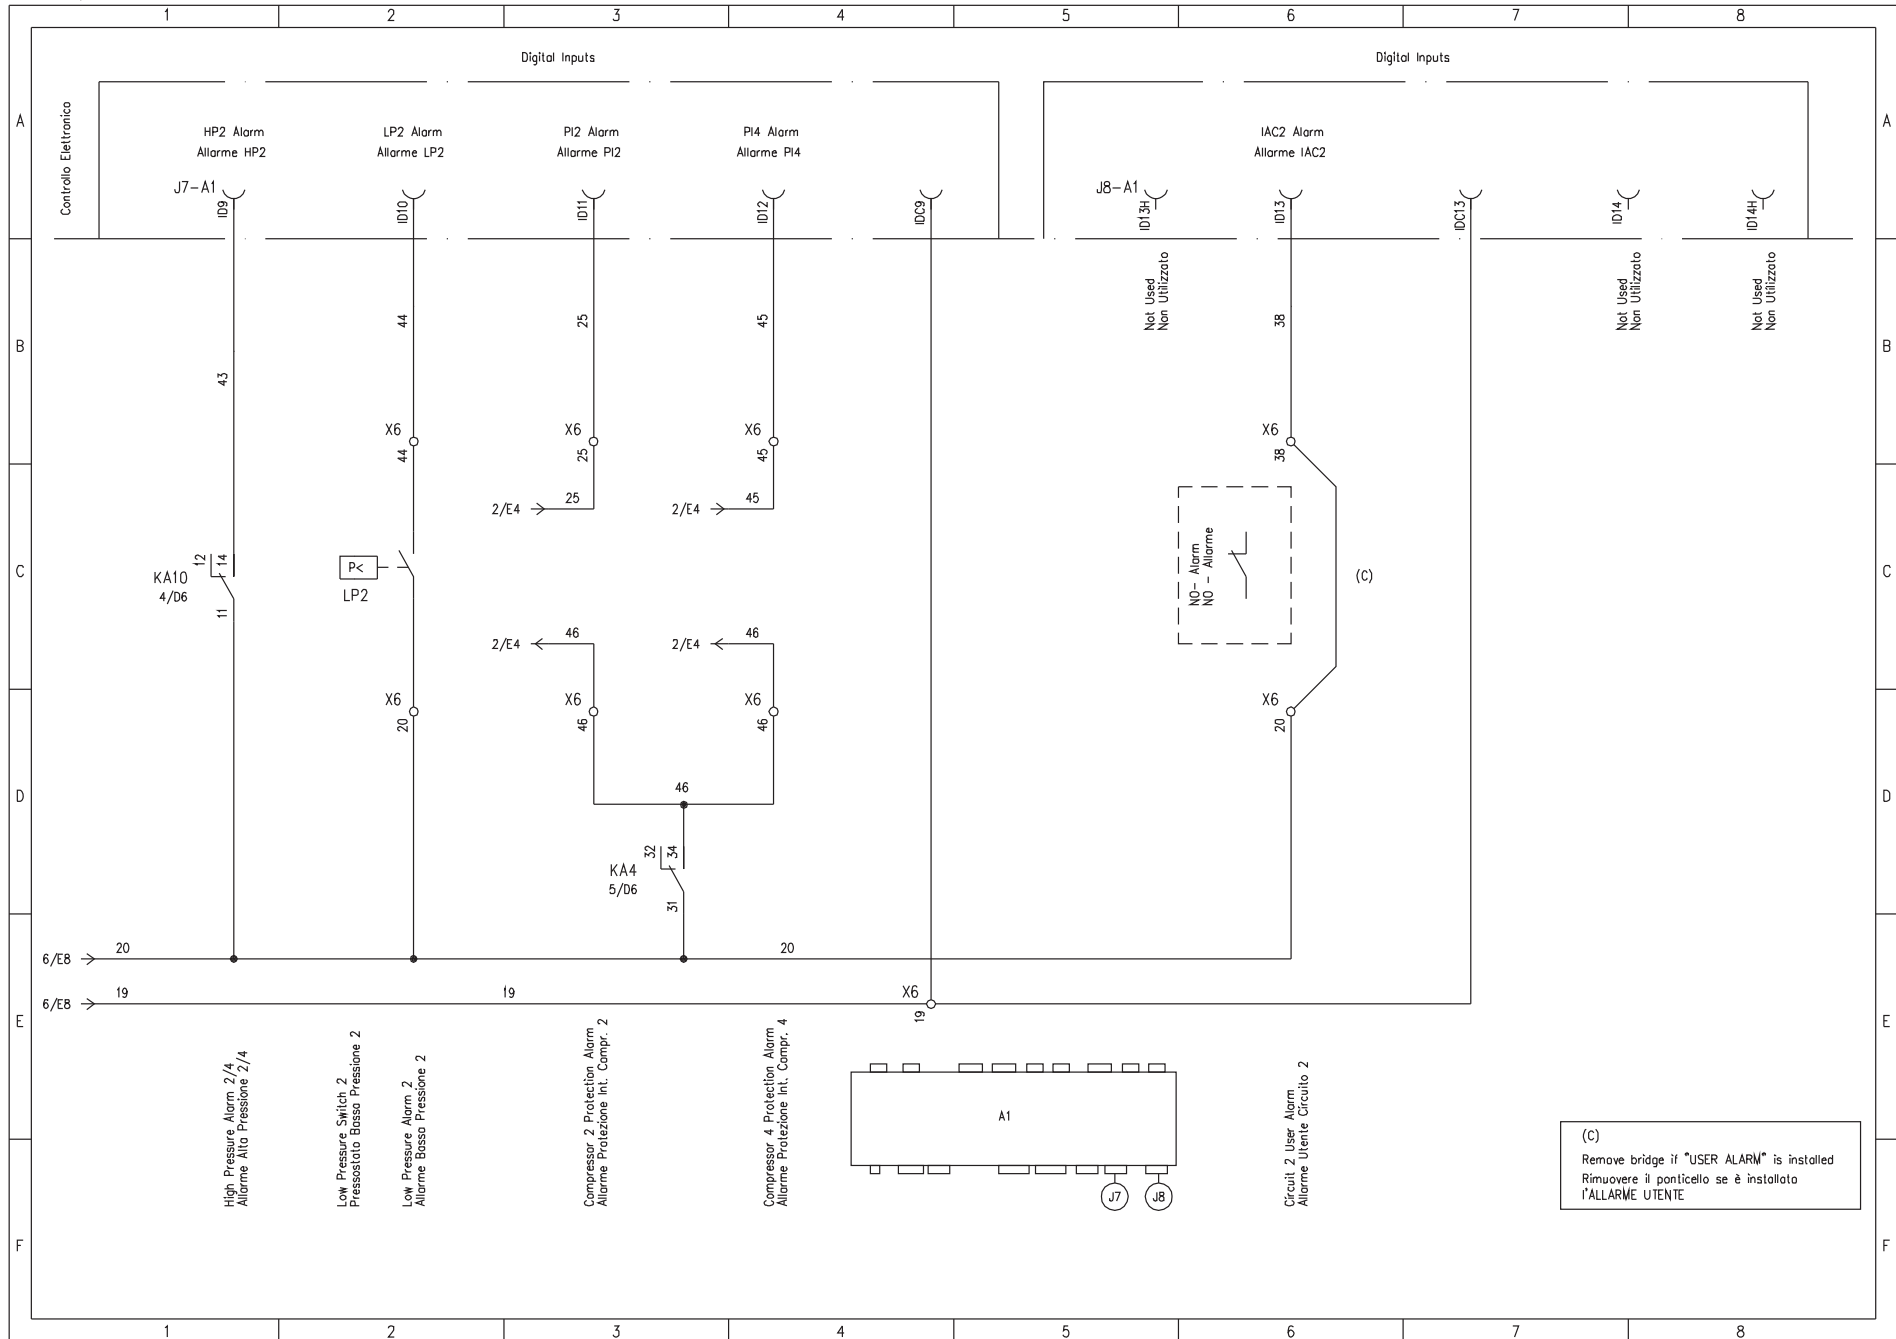 1 2 3 4 5 6 7 8
Digital Inputs Digital Inputs
A A
Controllo Eletronico
HP2 Alarm
Allarme HP2
LP2 Alarm
Allarme LP2
PI2 Alarm
Allarme PI2
PI4 Alarm
Allarme PI4
IAC2 Alarm
Allarme IAC2
J7-A1
J8-A1
ID9
ID10
ID11
ID12
IDC9
ID13H
ID13
IDC13
ID14
ID14H
Not Used
Non Utilizzato
Not Used
Non Utilizzato
Not Used
Non Utilizzato
B B
43
44
25
45
38
X6
44
X6
25
X6
45
X6
38
2/E4
25
2/E4
45
C C
12
14
KA10
4/D6
11
P<
LP2
NO- Alarm
NO - Allarme
(C)
2/E4
46
2/E4
46
X6
20
X6
46
X6
46
X6
20
D D
46
32
34
KA4
5/D6
31
6/E8
20
20
6/E8
19
19
X6
19
E E
High Pressure Alarm 2/4
Allarme Alta Pressione 2/4
Low Pressure Switch 2
Pressostato Bassa Pressione 2
Low Pressure Alarm 2
Allarme Bassa Pressione 2
Compressor 2 Protection Alarm
Allarme Protezione Int. Compr. 2
Compressor 4 Protection Alarm
Allarme Protezione Int. Compr. 4
A1
J7
J8
Circuit 2 User Alarm
Allarme Utente Circuito 2
(C)
Remove bridge if "USER ALARM" is installed
Rimuovere il ponticello se è installato
l'ALLARME UTENTE
F F
1 2 3 4 5 6 7 8